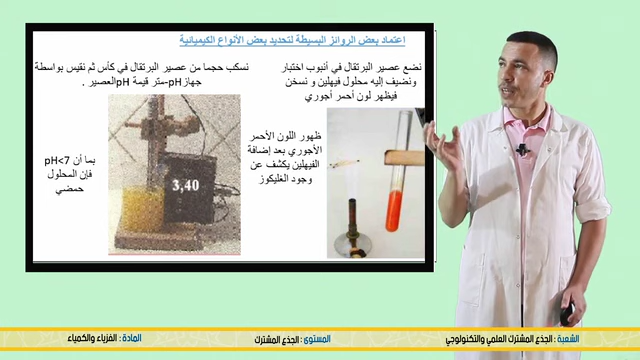 اعتماد بعض الروائز البسيطة لتحديد بعض الأنواع الكيميائية
نضع عصير البرتقال في أنبوب اختبار
ونضيف إليه محلول فيهلين و نسخن
فيظهر لون أحمر أجوري
ظهور اللون الأحمر
الأجوري بعد إضافة
الفيهلين يكشف عن
وجود الغليكوز
نسكب حجما من عصير البرتقال في كأس ثم نقيس بواسطة
جهاز pH-متر قيمة pH العصير .
3,40
بما أن pH<7
فإن المحلول
حمضي
الشعبة : الجذع المشترك العلمي والتكنولوجي
المستوى : الجذع المشترك
المادة : الفزياء والكمياء